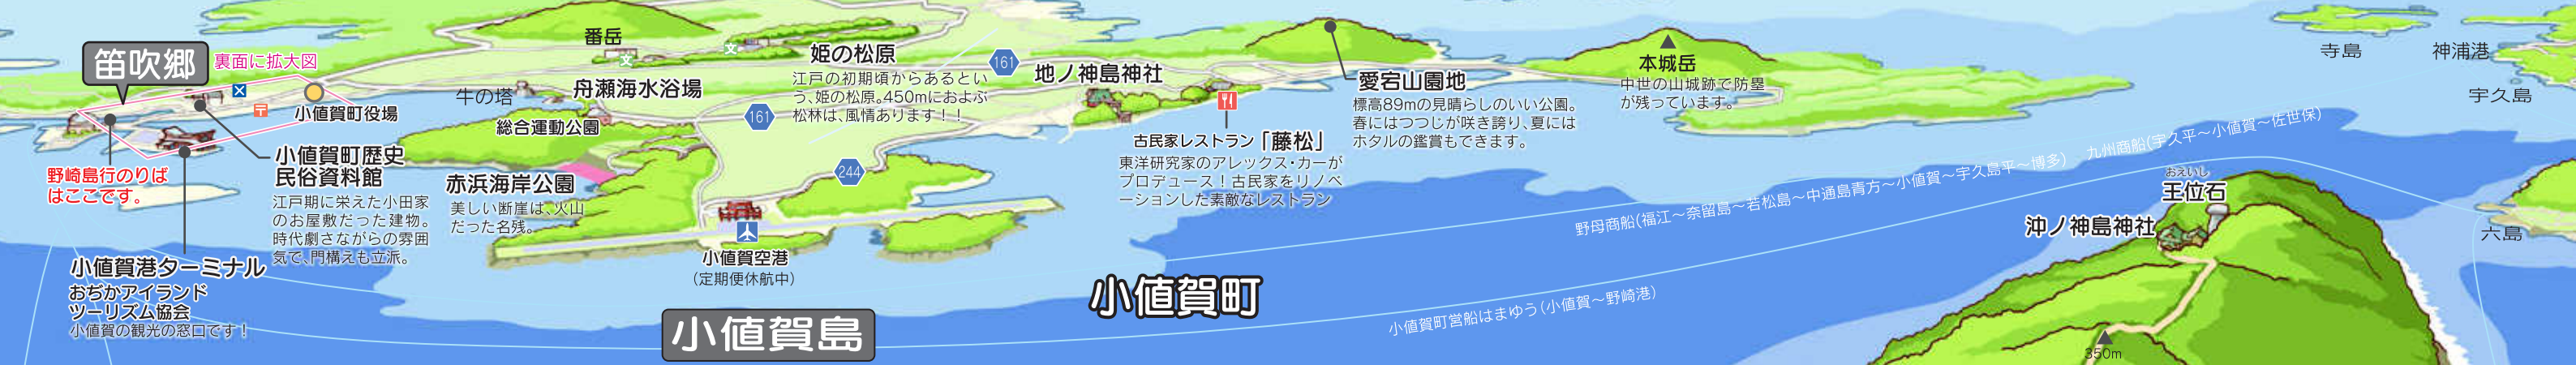 笛吹郷
裏面に拡大図
小値賀町役場
野崎島行のりば
はここです。
小値賀町歴史
民俗資料館
江戸期に栄えた小田家
のお屋敷だった建物。
時代劇さながらの雰囲
気で、門構えも立派。
小値賀港ターミナル
おぢかアイランド
ツーリズム協会
小値賀の観光の窓口です!
番岳
文
文
牛の塔
舟瀬海水浴場
総合運動公園
赤浜海岸公園
美しい断崖は、火山
だった名残。
姫の松原
江戸の初期頃からあるとい
う、姫の松原。450mにおよぶ
松林は、風情あります!!
161
161
244
小値賀空港
(定期便休航中)
小値賀島
地ノ神島神社
古民家レストラン「藤松」
東洋研究家のアレックス・カーが
プロデュース!古民家をリノベ
ーションした素敵なレストラン
小値賀町
愛宕山園地
標高89mの見晴らしのいい公園。
春にはつつじが咲き誇り、夏には
ホタルの鑑賞もできます。
本城岳
中世の山城跡で防塁
が残っています。
野母商船(福江〜奈留島〜若松島〜中通島青方〜小値賀〜宇久島平〜博多)
九州商船(宇久平〜小値賀〜佐世保)
小値賀町営船はまゆう(小値賀〜野崎港)
寺島
神浦港
宇久島
六島
おえいし
王位石
沖ノ神島神社
350m